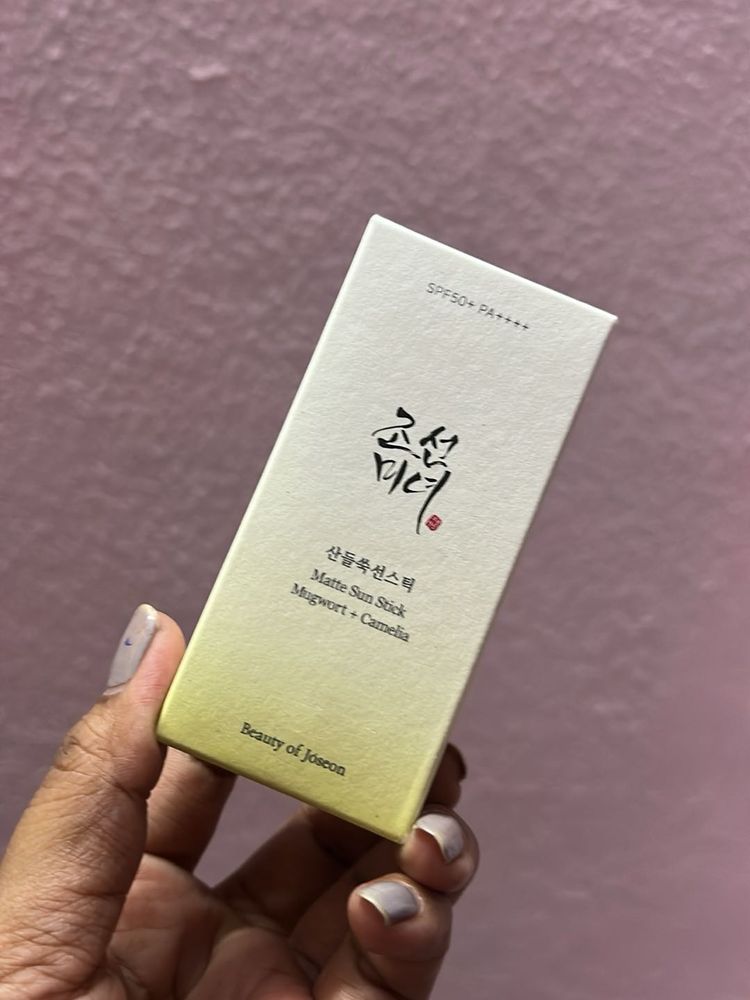 SPF50+ PA++++
조선
미녀
산들쑥선스틱
Matte Sun Stick
Mugwort + Camelia
Beauty of Joseon